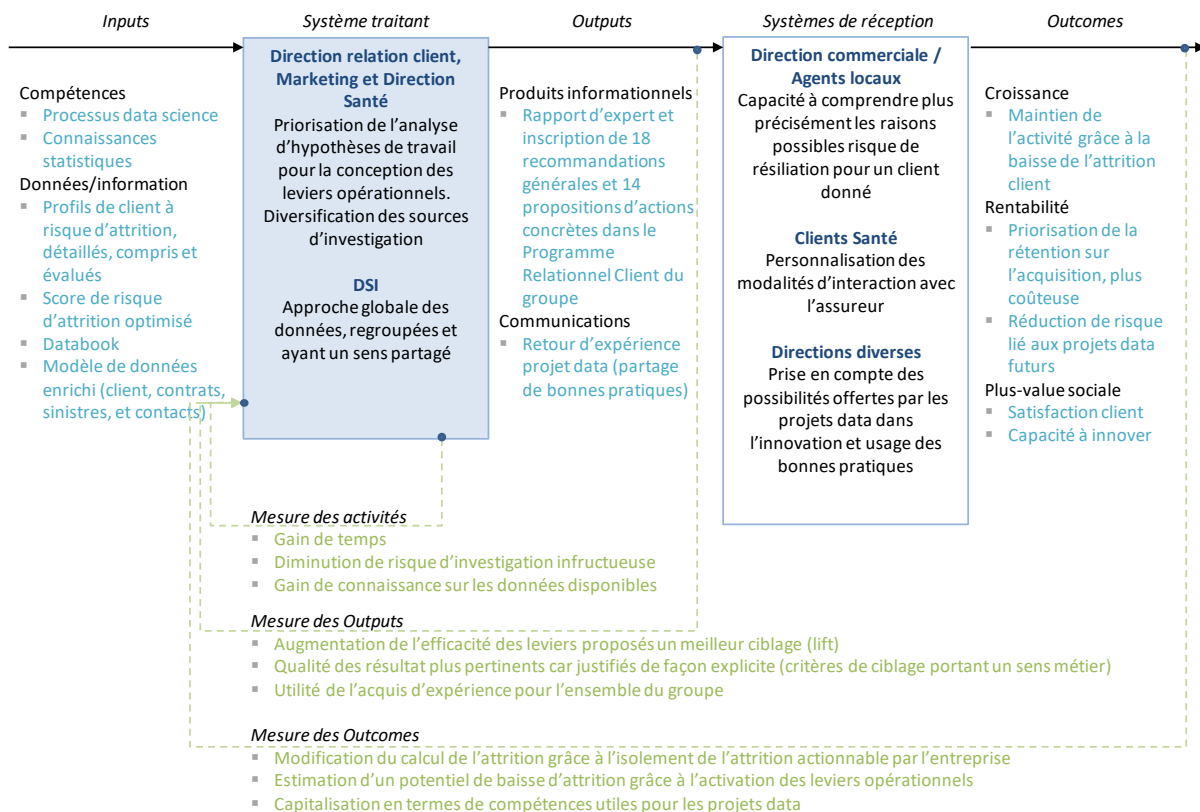 Inputs
Système traitant
Outputs
Systèmes de réception
Outcomes
Compétences
Processus data science
Connaissances
statistiques
Données/information
Profils de client à
risque d'attrition,
détaillés, compris et
évalués
Score de risque
d'attrition optimisé
Databook
Modèle de données
enrichi (client, contrats,
sinistres, et contacts)
Direction relation client,
Marketing et Direction
Santé
Priorisation de l'analyse
d'hypothèses de travail
pour la conception des
leviers opérationnels.
Diversification des sources
d'investigation
DSI
Approche globale des
données, regroupées et
ayant un sens partagé
Produits informationnels
Rapport d'expert et
inscription de 18
recommandations
générales et 14
propositions d'actions
concrètes dans le
Programme
Relationnel Client du
groupe
Communications
Retour d'expérience
projet data (partage
de bonnes pratiques)
Direction commerciale /
Agents locaux
Capacité à comprendre plus
précisément les raisons
possibles risque de
résiliation pour un client
donné
Clients Santé
Personnalisation des
modalités d'interaction avec
l'assureur
Directions diverses
Prise en compte des
possibilités offertes par les
projets data dans
l'innovation et usage des
bonnes pratiques
Croissance
Maintien de
l'activité grâce à la
baisse de l'attrition
client
Rentabilité
Priorisation de la
rétention sur
l'acquisition, plus
coûteuse
Réduction de risque
lié aux projets data
futurs
Plus-value sociale
Satisfaction client
Capacité à innover
Mesure des activités
Gain de temps
Diminution de risque d'investigation infructueuse
Gain de connaissance sur les données disponibles
Mesure des Outputs
Augmentation de l'efficacité des leviers proposés un meilleur ciblage (lift)
Qualité des résultat plus pertinents car justifiés de façon explicite (critères de ciblage portant un sens métier)
Utilité de l'acquis d'expérience pour l'ensemble du groupe
Mesure des Outcomes
Modification du calcul de l'attrition grâce à l'isolement de l'attrition actionnable par l'entreprise
Estimation d'un potentiel de baisse d'attrition grâce à l'activation des leviers opérationnels
Capitalisation en termes de compétences utiles pour les projets data